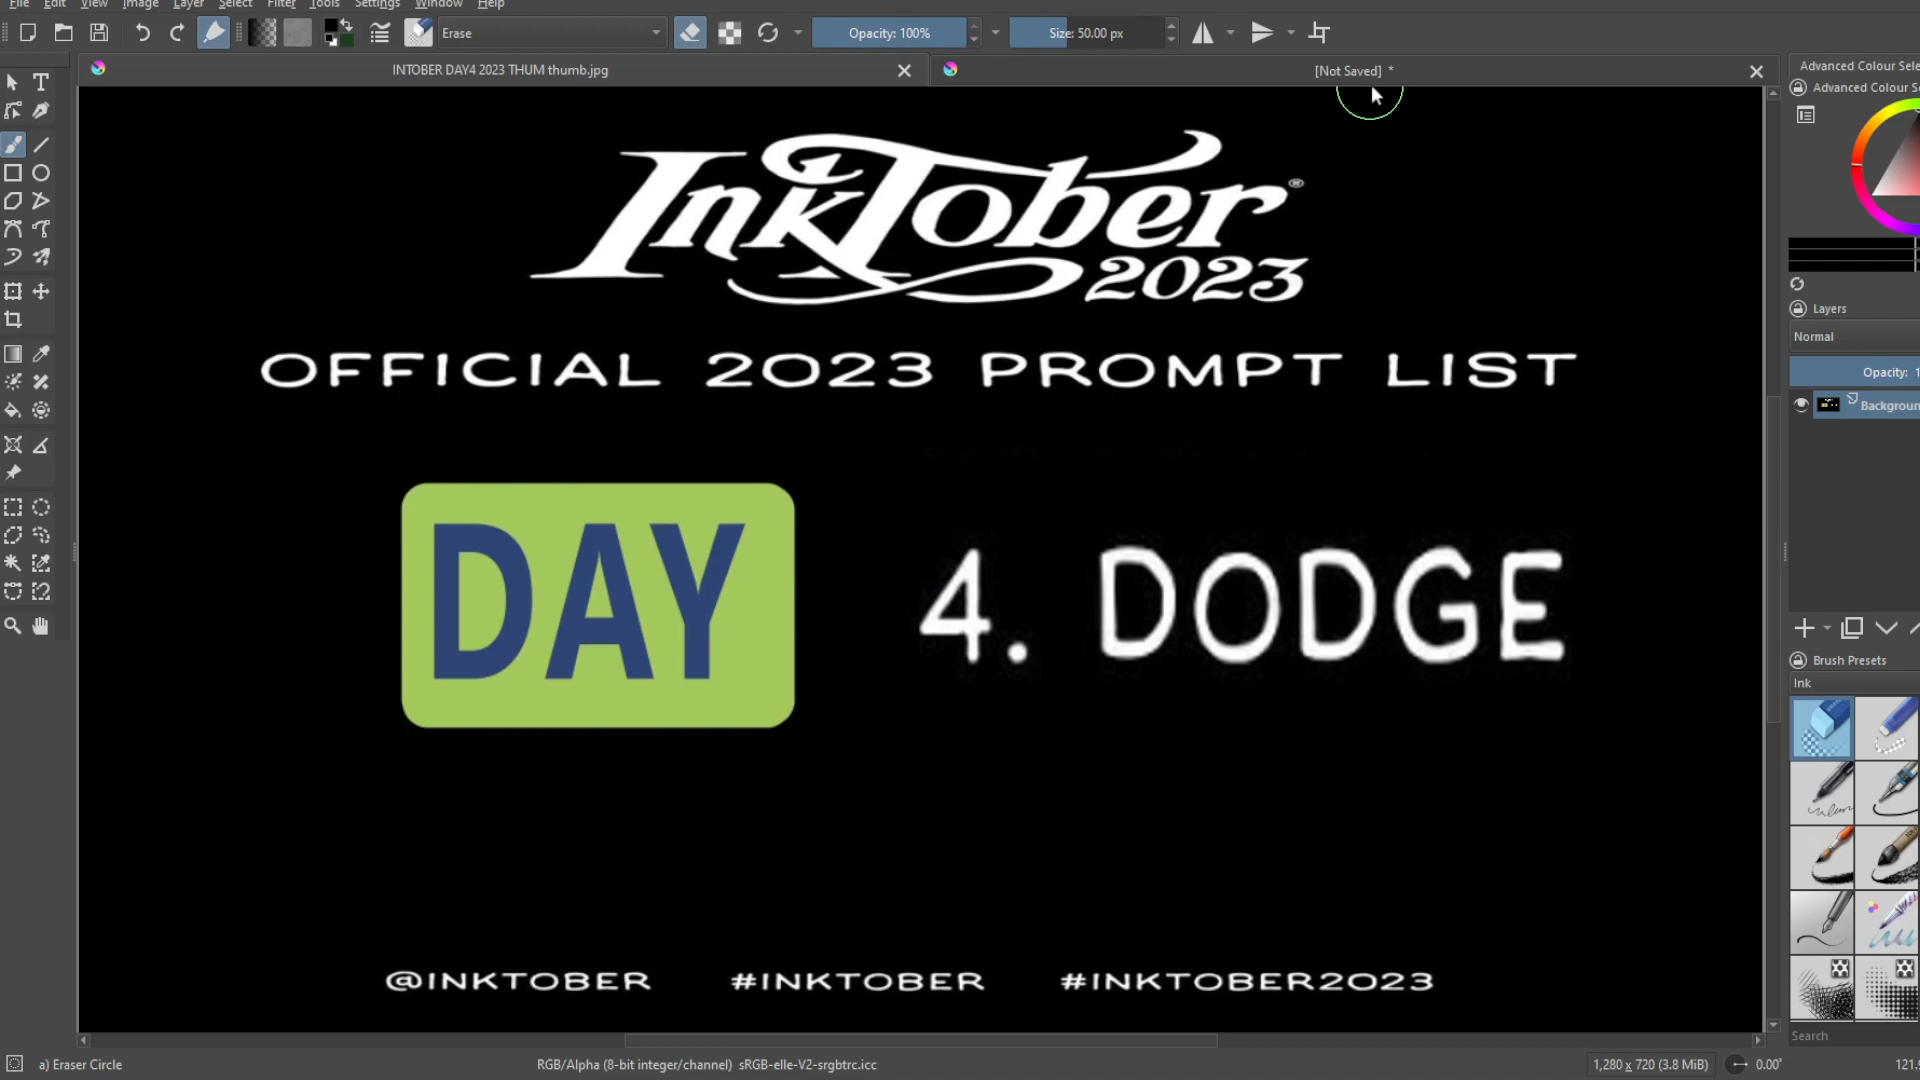 File Edit View Image Layer Select Filter Tools Settings Window Help
Erase Opacity: 100% Size: 50.00 px
INTOBER DAY4 2023 THUM thumb.jpg [Not Saved] *
Advanced Colour Sele
Advanced Colour Se
InkTober®
2023
OFFICIAL 2023 PROMPT LIST
DAY 4. DODGE
@INKTOBER #INKTOBER #INKTOBER2023
Layers
Normal
Opacity: 1
Backgroun
Brush Presets
Ink
Search
a) Eraser Circle RGB/Alpha (8-bit integer/channel) sRGB-elle-V2-srgbtrc.icc 1,280 x 720 (3.8 MiB) 0.00° 121.